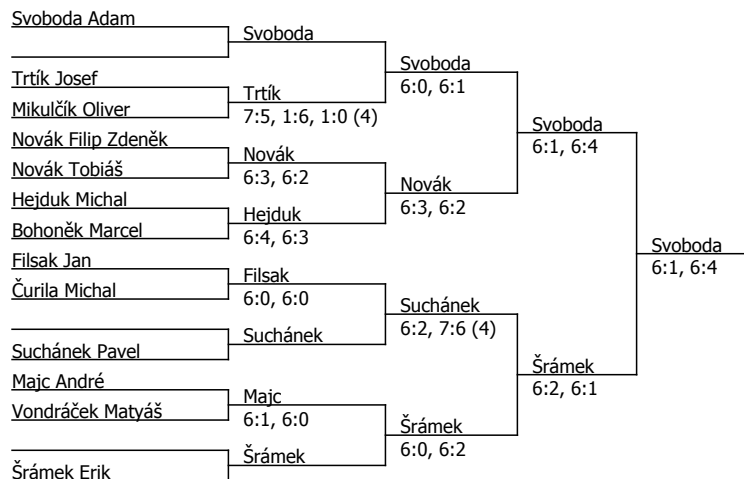 Svoboda Adam
Svoboda
Svoboda
6:0, 6:1
Trtík Josef
Trtík
7:5, 1:6, 1:0 (4)
Mikulčík Oliver
Svoboda
6:1, 6:4
Novák Filip Zdeněk
Novák
6:3, 6:2
Novák Tobiáš
Novák
6:3, 6:2
Hejduk Michal
Hejduk
6:4, 6:3
Bohoněk Marcel
Svoboda
6:1, 6:4
Filsak Jan
Filsak
6:0, 6:0
Čurila Michal
Suchánek
6:2, 7:6 (4)
Suchánek
Suchánek Pavel
Šrámek
6:2, 6:1
Majc André
Majc
6:1, 6:0
Vondráček Matyáš
Šrámek
6:0, 6:2
Šrámek
Šrámek Erik